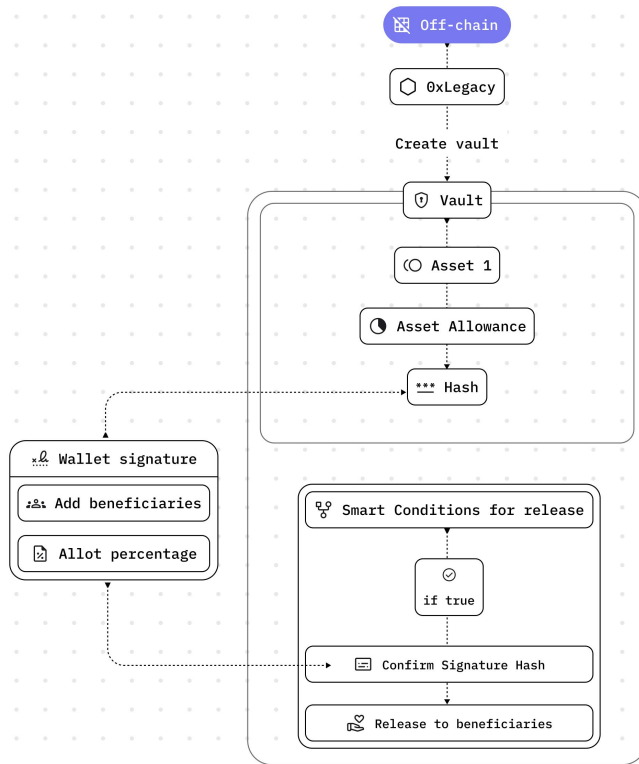 Off-chain
0xLegacy
Create vault
Vault
Asset 1
Asset Allowance
Hash
Wallet signature
Add beneficiaries
Allot percentage
Smart Conditions for release
if true
Confirm Signature Hash
Release to beneficiaries